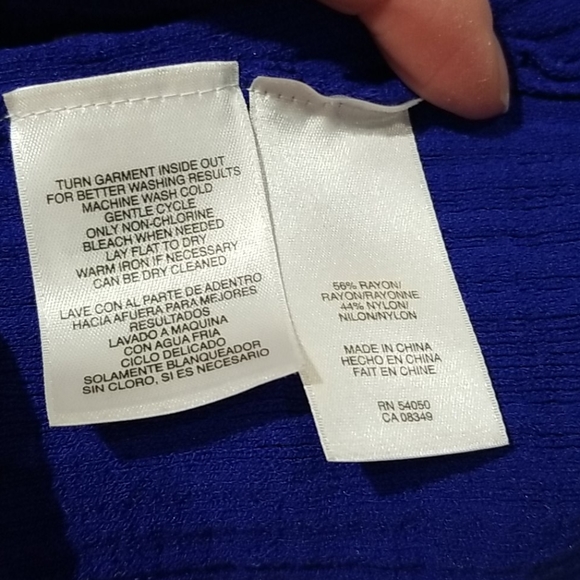 TURN GARMENT INSIDE OUT
FOR BETTER WASHING RESULTS
MACHINE WASH COLD
GENTLE CYCLE
ONLY NON-CHLORINE
BLEACH WHEN NEEDED
LAY FLAT TO DRY
WARM IRON IF NECESSARY
CAN BE DRY CLEANED
LAVE CON AL PARTE DE ADENTRO
HACIA AFUERA PARA MEJORES
RESULTADOS
LAVADO A MAQUINA
CON AGUA FRIA
CICLO DELICADO
SOLAMENTE BLANQUEADOR
SIN CLORO, SI ES NECESARIO
56% RAYON/
RAYON/RAYONNE
44% NYLON/
NILON/NYLON
MADE IN CHINA
HECHO EN CHINA
FAIT EN CHINE
RN 54050
CA 08349